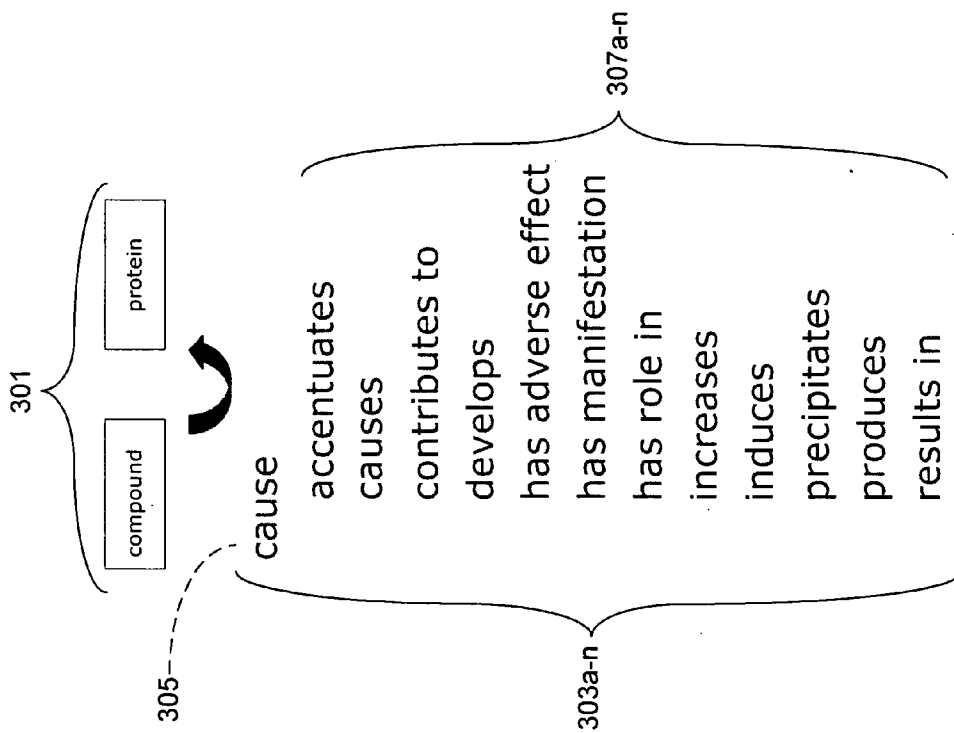 301
compound
protein
305
cause
accentuates
causes
contributes to
develops
has adverse effect
has manifestation
has role in
increases
induces
precipitates
produces
results in
303a-n
307a-n